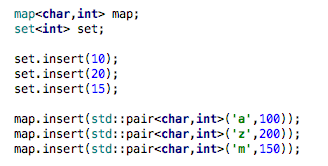 map<char,int> map;
set<int> set;
set.insert(10);
set.insert(20);
set.insert(15);
map.insert(std::pair<char,int>('a',100));
map.insert(std::pair<char,int>('z',200));
map.insert(std::pair<char,int>('m',150));